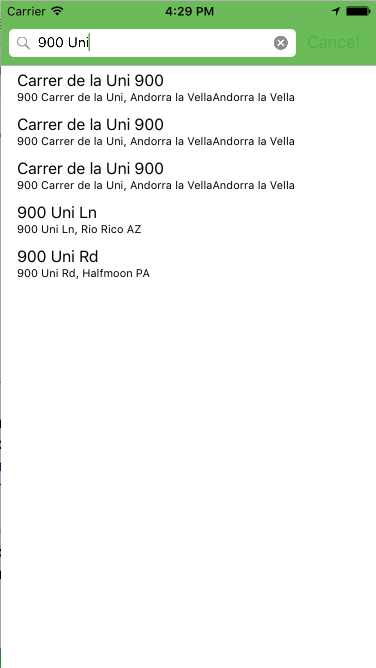 Carrier 4:29 PM
900 Uni Cancel
Carrer de la Uni 900
900 Carrer de la Uni, Andorra la VellaAndorra la Vella
Carrer de la Uni 900
900 Carrer de la Uni, Andorra la VellaAndorra la Vella
Carrer de la Uni 900
900 Carrer de la Uni, Andorra la VellaAndorra la Vella
900 Uni Ln
900 Uni Ln, Rio Rico AZ
900 Uni Rd
900 Uni Rd, Halfmoon PA